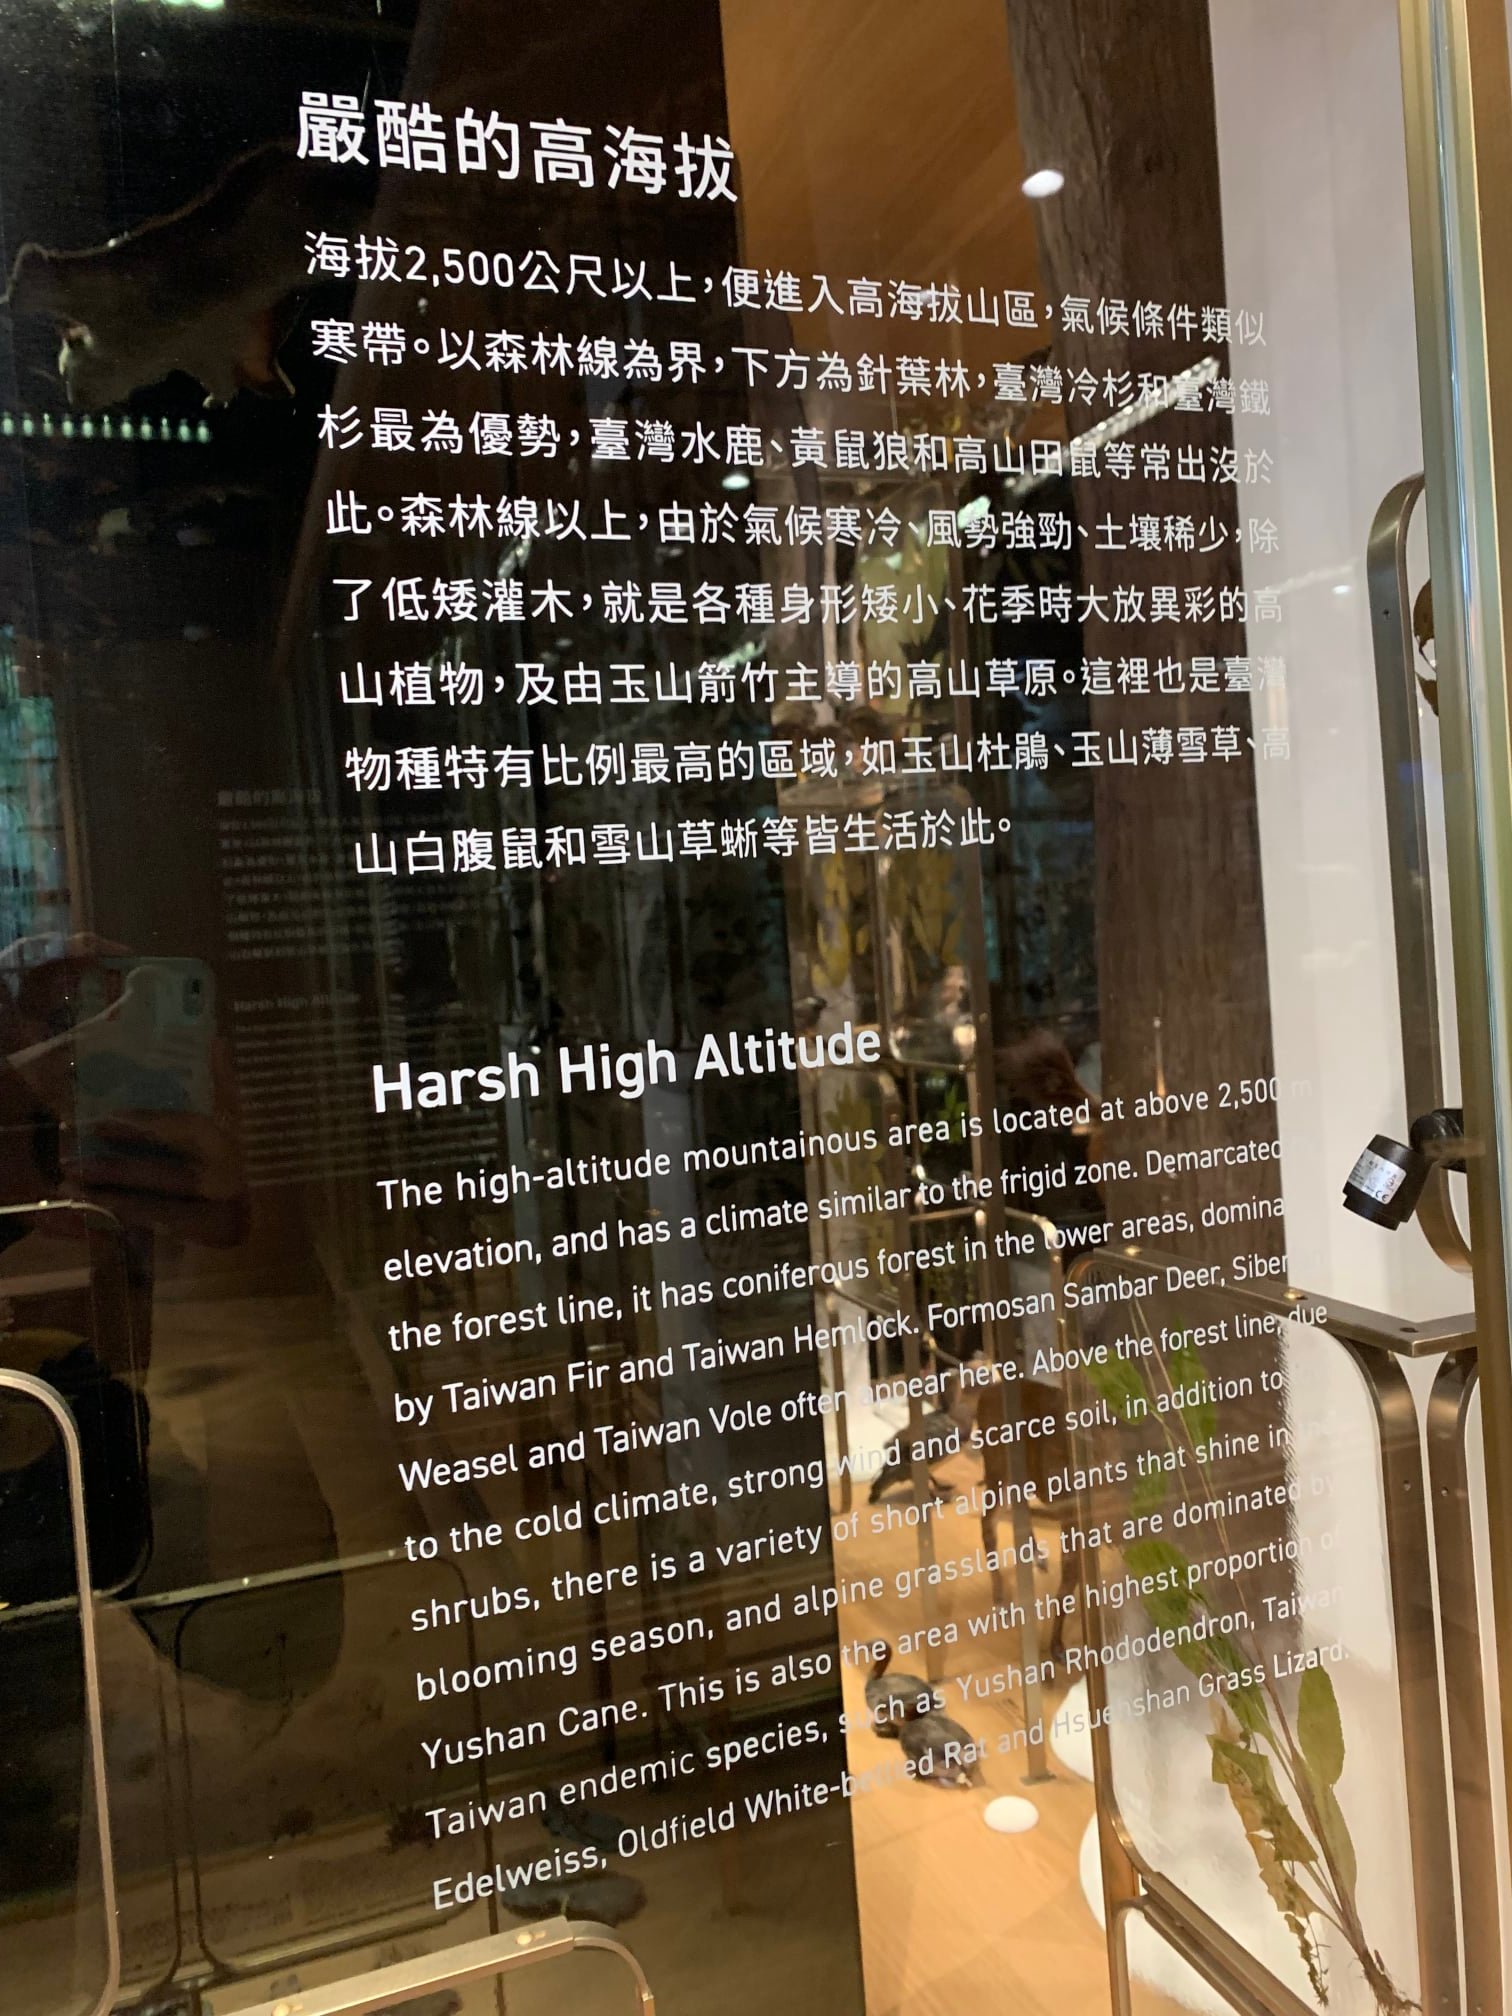 嚴酷的高海拔
海拔2,500公尺以上，便進入高海拔山區，氣候條件類似
寒帶。以森林線為界，下方為針葉林，臺灣冷杉和臺灣鐵
杉最為優勢，臺灣水鹿、黃鼠狼和高山田鼠等常出沒於
此。森林線以上，由於氣候寒冷、風勢強勁、土壤稀少，除
了低矮灌木，就是各種身形矮小、花季時大放異彩的高
山植物，及由玉山箭竹主導的高山草原。這裡也是臺灣
物種特有比例最高的區域，如玉山杜鵑、玉山薄雪草、高
山白腹鼠和雪山草蜥等皆生活於此。
Harsh High Altitude
The high-altitude mountainous area is located at above 2,500 m
elevation, and has a climate similar to the frigid zone. Demarcated
the forest line, it has coniferous forest in the lower areas,
by Taiwan Fir and Taiwan Hemlock. Formosan Sambar Deer,
Weasel and Taiwan Vole often appear here. Above the forest line, due
to the cold climate, strong wind and scarce soil, in addition to
shrubs, there is a variety of short alpine plants that shine in
blooming season, and alpine grasslands that are dominated by
Yushan Cane. This is also the area with the highest proportion of
Taiwan endemic species, such as Yushan Rhododendron, Taiwan
Edelweiss, Oldfield White-bellied Rat and Hsuehshan Grass Lizard.